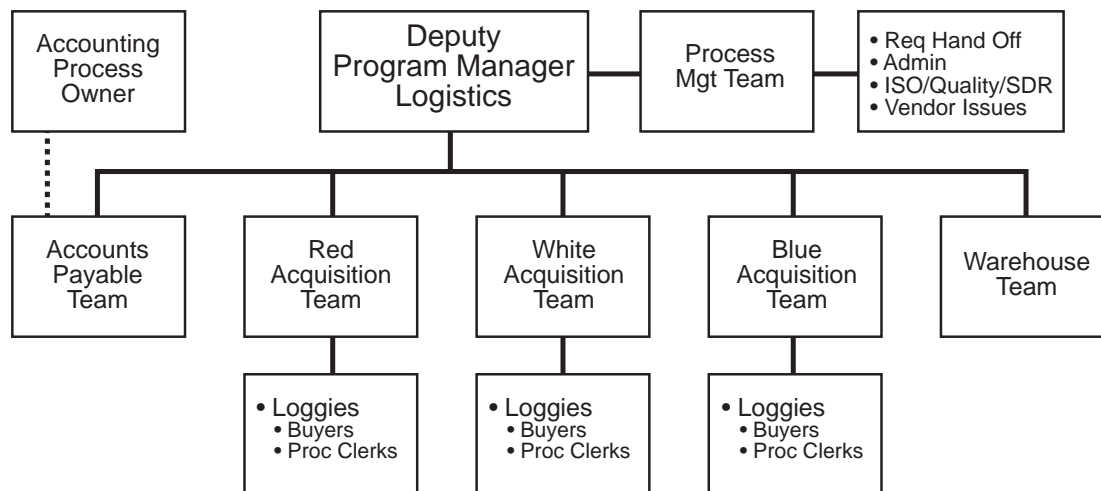 Accounting
Process
Owner
Deputy
Program Manager
Logistics
Process
Mgt Team
• Req Hand Off
• Admin
• ISO/Quality/SDR
• Vendor Issues
Accounts
Payable
Team
Red
Acquisition
Team
White
Acquisition
Team
Blue
Acquisition
Team
Warehouse
Team
• Loggies
• Buyers
• Proc Clerks
• Loggies
• Buyers
• Proc Clerks
• Loggies
• Buyers
• Proc Clerks